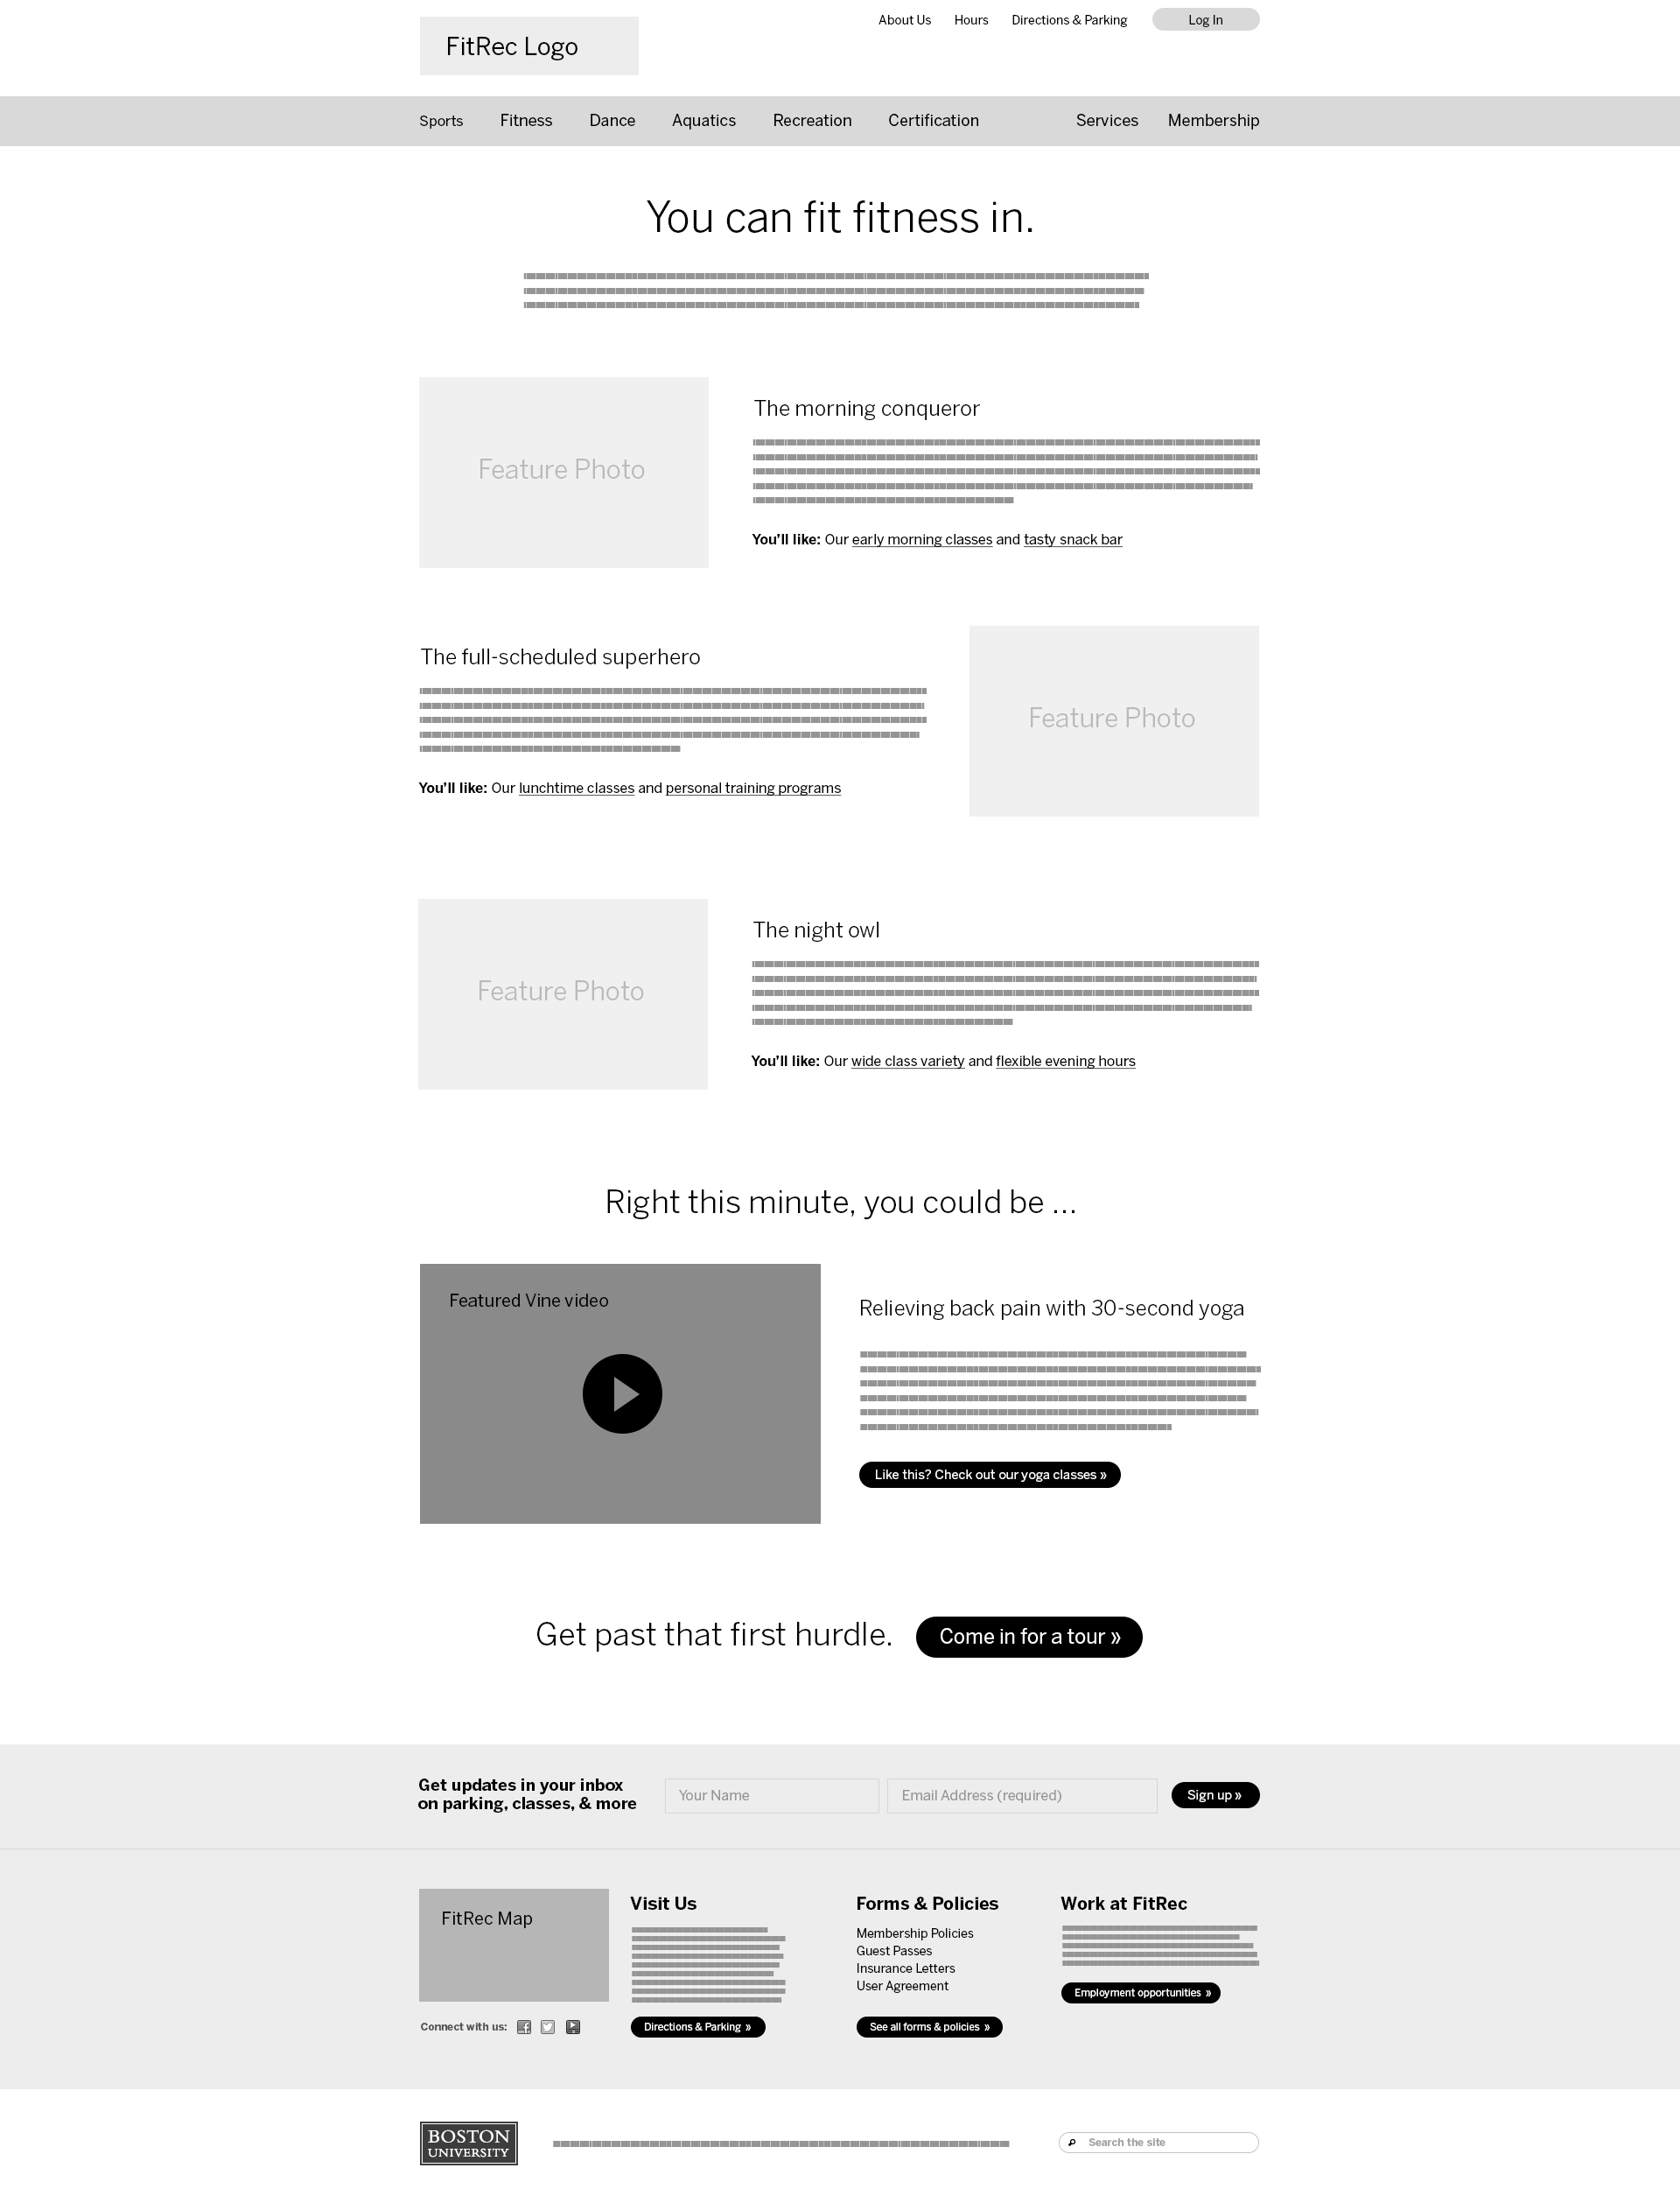 FitRec Logo
About Us Hours Directions & Parking Log In
Sports Fitness Dance Aquatics Recreation Certification Services Membership
You can fit fitness in.
Feature Photo
The morning conqueror
You'll like: Our early morning classes and tasty snack bar
The full-scheduled superhero
You'll like: Our lunchtime classes and personal training programs
Feature Photo
Feature Photo
The night owl
You'll like: Our wide class variety and flexible evening hours
Right this minute, you could be ...
Featured Vine video
Relieving back pain with 30-second yoga
Like this? Check out our yoga classes »
Get past that first hurdle. Come in for a tour »
Get updates in your inbox
on parking, classes, & more
Your Name
Email Address (required)
Sign up »
FitRec Map
Connect with us:
Visit Us
Directions & Parking »
Forms & Policies
Membership Policies
Guest Passes
Insurance Letters
User Agreement
See all forms & policies »
Work at FitRec
Employment opportunities »
BOSTON
UNIVERSITY
Search the site